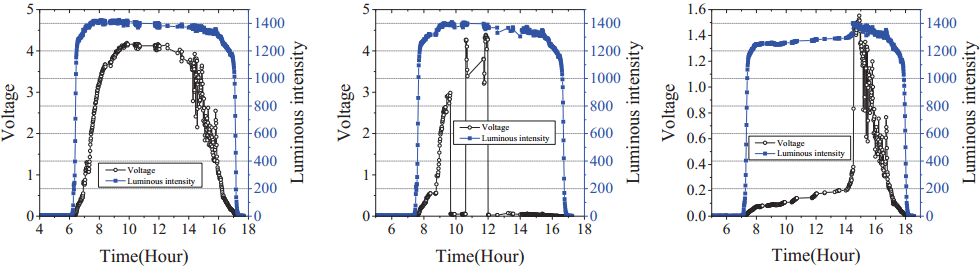 5
4
3
2
1
0
1400
1200
1000
800
600
400
200
0
4 6 8 10 12 14 16 18
Voltage
Luminous intensity
Time(Hour)
Voltage
Luminous intensity
5
4
3
2
1
0
1400
1200
1000
800
600
400
200
0
4 6 8 10 12 14 16 18
Voltage
Luminous intensity
Time(Hour)
Voltage
Luminous intensity
1.6
1.4
1.2
1.0
0.8
0.6
0.4
0.2
0.0
1400
1200
1000
800
600
400
200
0
6 8 10 12 14 16 18
Voltage
Luminous intensity
Time(Hour)
Voltage
Luminous intensity